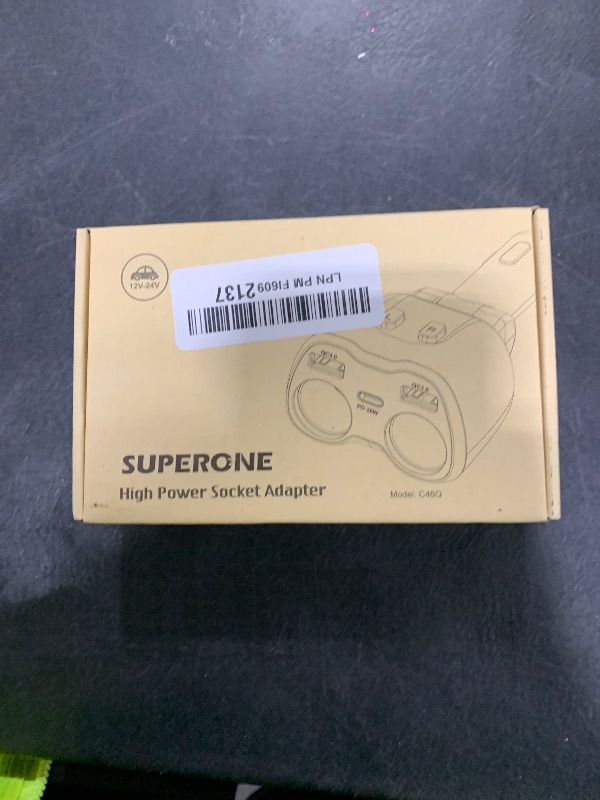 12V-24V
LPN PM FI609 2137
QC3.0
QC3.0
PD 30W
SUPERONE
High Power Socket Adapter
Model: C46Q